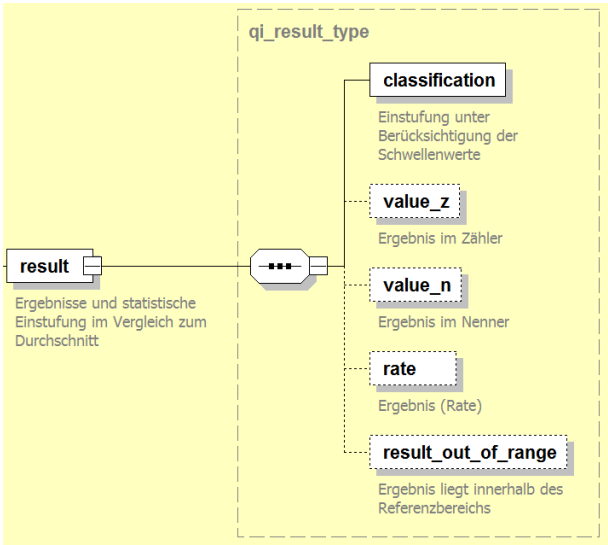 qi_result_type
classification
Einstufung unter
Berücksichtigung der
Schwellenwerte
value_z
Ergebnis im Zähler
result
Ergebnisse und statistische
Einstufung im Vergleich zum
Durchschnitt
value_n
Ergebnis im Nenner
rate
Ergebnis (Rate)
result_out_of_range
Ergebnis liegt innerhalb des
Referenzbereichs